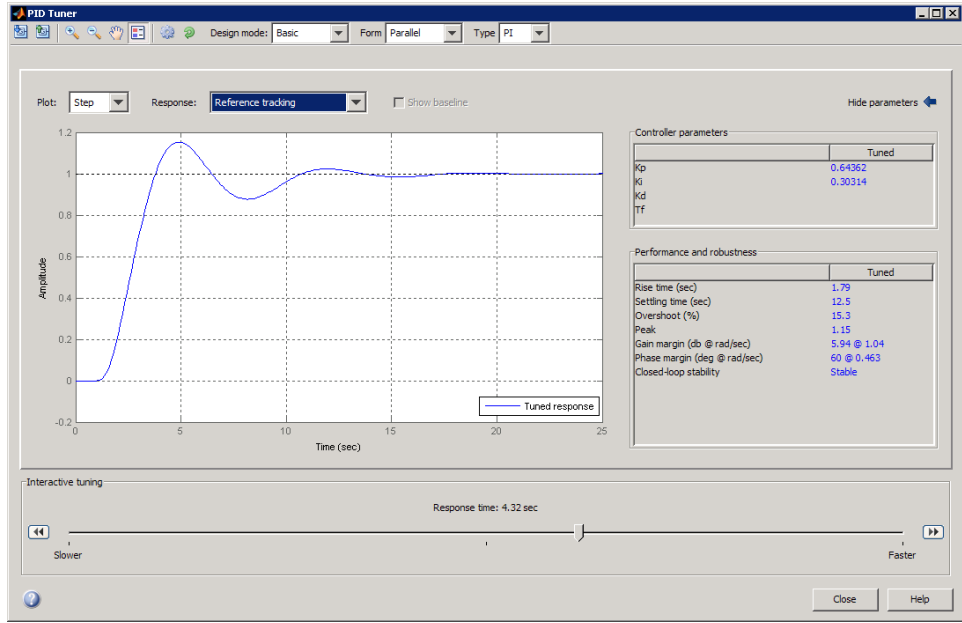 PID Tuner
Design mode: Basic Form Parallel Type PI
Plot: Step Response: Reference tracking Show baseline Hide parameters
1.2
1
0.8
0.6
0.4
0.2
0
-0.2
Amplitude
0 5 10 15 20 25
Time (sec)
Tuned response
Controller parameters
Tuned
Kp 0.64362
Ki 0.30314
Kd
Tf
Performance and robustness
Tuned
Rise time (sec) 1.79
Settling time (sec) 12.5
Overshoot (%) 15.3
Peak 1.15
Gain margin (db @ rad/sec) 5.94 @ 1.04
Phase margin (deg @ rad/sec) 60 @ 0.463
Closed-loop stability Stable
Interactive tuning
Response time: 4.32 sec
Slower Faster
Close Help